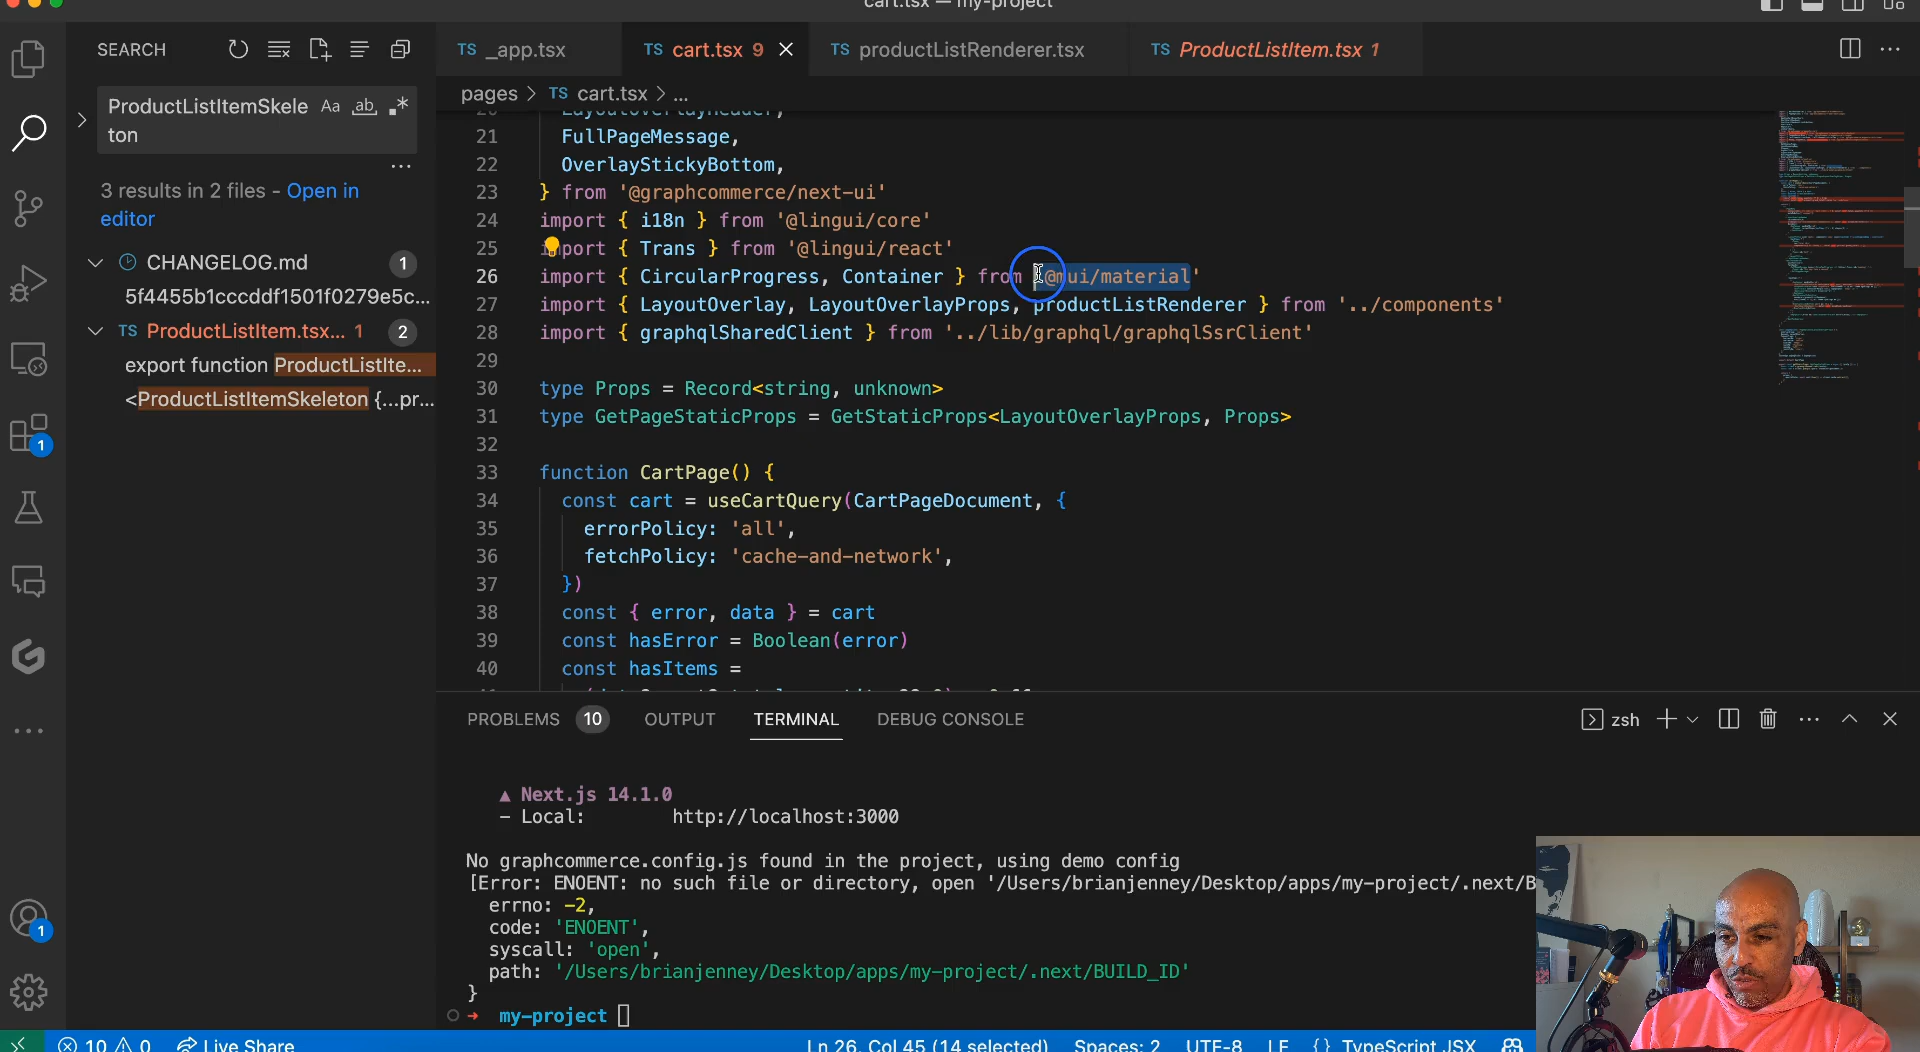 cart.tsx — my-project
SEARCH
ProductListItemSkele
ton
Aa ab .*
3 results in 2 files - Open in
editor
CHANGELOG.md 1
5f4455b1cccddf1501f0279e5c...
TS ProductListItem.tsx... 1 2
export function ProductListIte...
<ProductListItemSkeleton {...pr...
1
1
TS _app.tsx
TS cart.tsx 9
TS productListRenderer.tsx
TS ProductListItem.tsx 1
pages > TS cart.tsx > ...
20 LayoutOverlayHeader,
21 FullPageMessage,
22 OverlayStickyBottom,
23 } from '@graphcommerce/next-ui'
24 import { i18n } from '@lingui/core'
25 import { Trans } from '@lingui/react'
26 import { CircularProgress, Container } from '@mui/material'
27 import { LayoutOverlay, LayoutOverlayProps, productListRenderer } from '../components'
28 import { graphqlSharedClient } from '../lib/graphql/graphqlSsrClient'
29
30 type Props = Record<string, unknown>
31 type GetPageStaticProps = GetStaticProps<LayoutOverlayProps, Props>
32
33 function CartPage() {
34 const cart = useCartQuery(CartPageDocument, {
35 errorPolicy: 'all',
36 fetchPolicy: 'cache-and-network',
37 })
38 const { error, data } = cart
39 const hasError = Boolean(error)
40 const hasItems =
PROBLEMS 10 OUTPUT TERMINAL DEBUG CONSOLE
zsh
▲ Next.js 14.1.0
- Local: http://localhost:3000
No graphcommerce.config.js found in the project, using demo config
[Error: ENOENT: no such file or directory, open '/Users/brianjenney/Desktop/apps/my-project/.next/B
errno: -2,
code: 'ENOENT',
syscall: 'open',
path: '/Users/brianjenney/Desktop/apps/my-project/.next/BUILD_ID'
}
→ my-project
10 0 Live Share
Ln 26, Col 45 (14 selected) Spaces: 2 UTF-8 LF {} TypeScript JSX